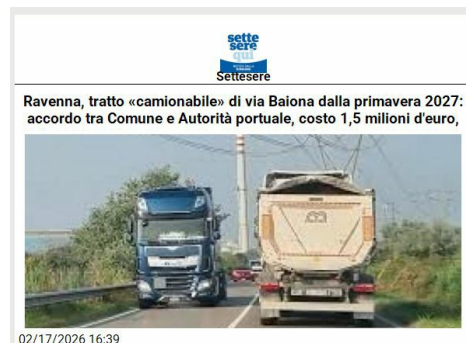 sette
sere
qui
Settesere
Ravenna, tratto «camionabile» di via Baiona dalla primavera 2027:
accordo tra Comune e Autorità portuale, costo 1,5 milioni d'euro,
02/17/2026 16:39